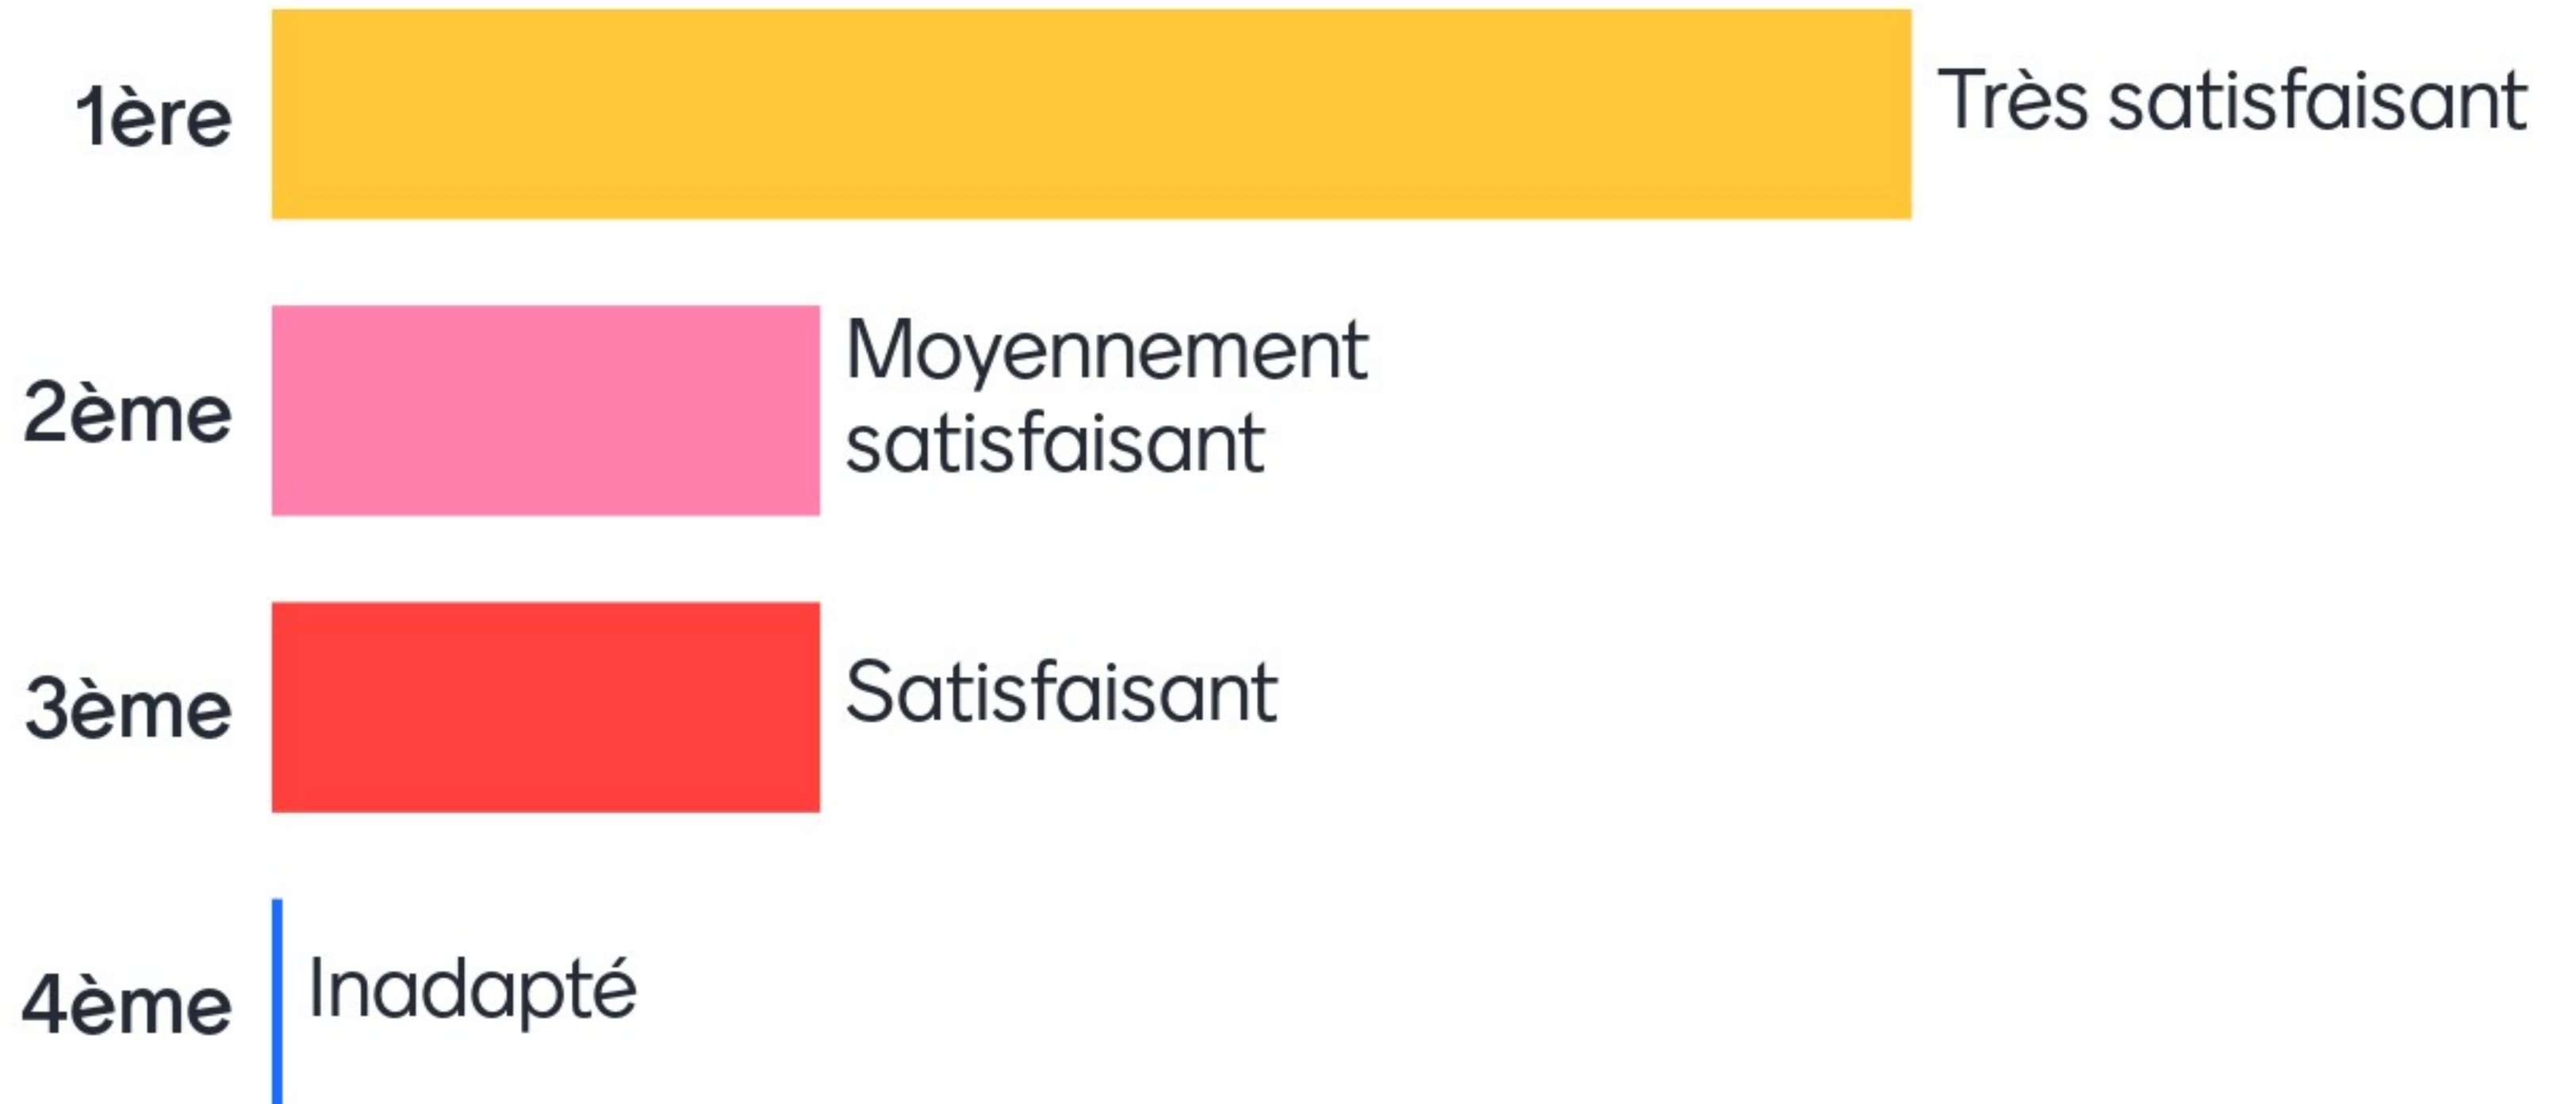 1ère
Très satisfaisant
2ème
Moyennement
satisfaisant
3ème
Satisfaisant
4ème
Inadapté